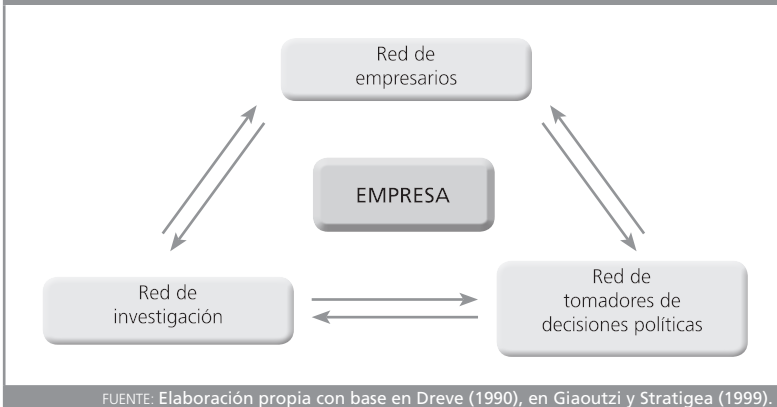 Red de
empresarios
EMPRESA
Red de
investigación
Red de
tomadores de
decisiones políticas
FUENTE: Elaboración propia con base en Dreve (1990), en Giaoutzi y Stratigea (1999).